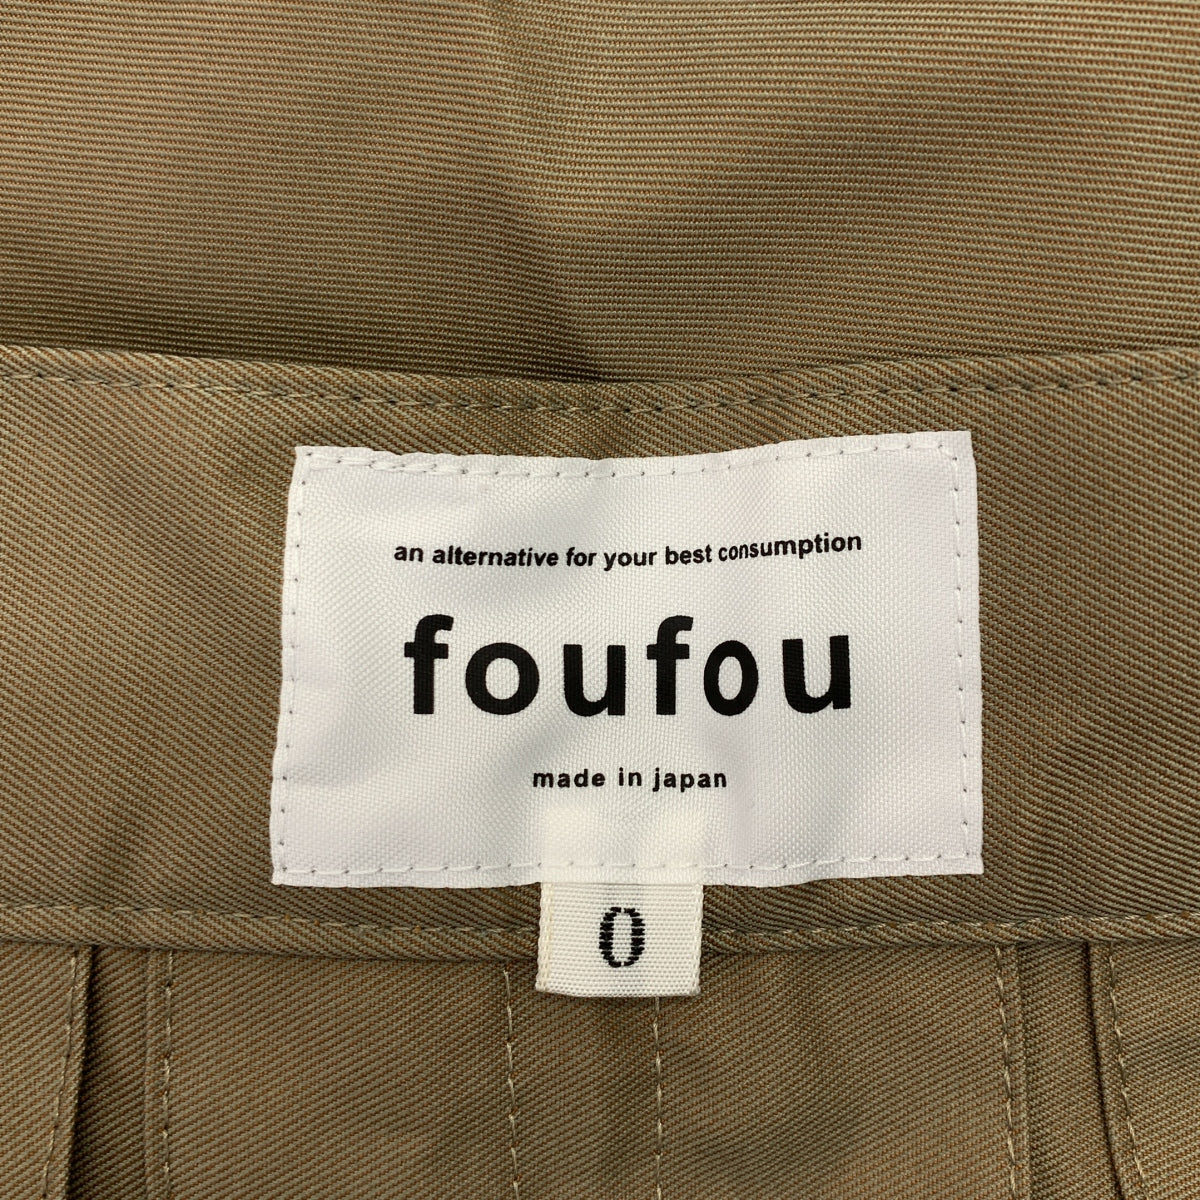 an alternative for your best consumption
foufou
made in japan
0